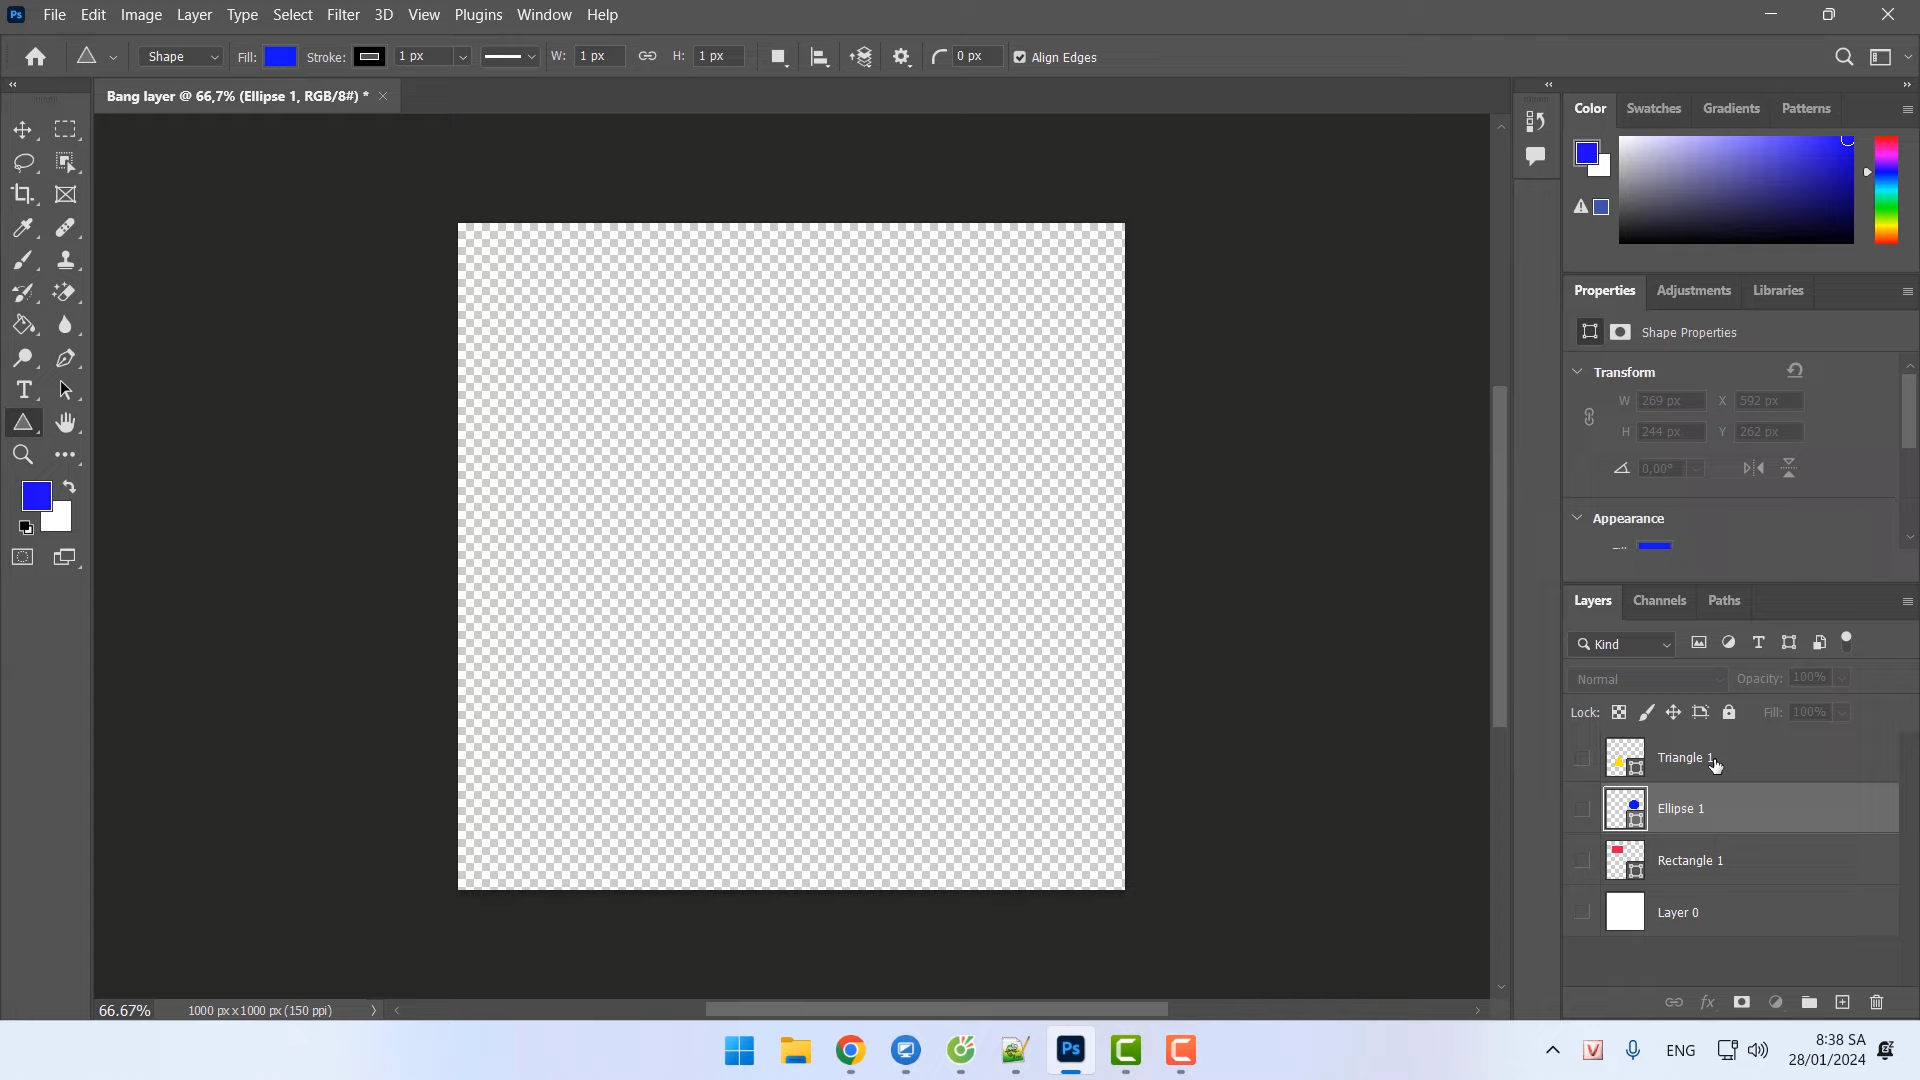 Ps File Edit Image Layer Type Select Filter 3D View Plugins Window Help
Shape Fill: Stroke: 1 px W: 1 px H: 1 px 0 px Align Edges
Bang layer @ 66,7% (Ellipse 1, RGB/8#) *
Color Swatches Gradients Patterns
Properties Adjustments Libraries
Shape Properties
Transform
W 269 px X 592 px
H 244 px Y 262 px
0,00°
Appearance
Layers Channels Paths
Kind
Normal Opacity: 100%
Lock: Fill: 100%
Triangle 1
Ellipse 1
Rectangle 1
Layer 0
66.67% 1000 px x 1000 px (150 ppi)
fx
Ps
V
ENG
8:38 SA
28/01/2024